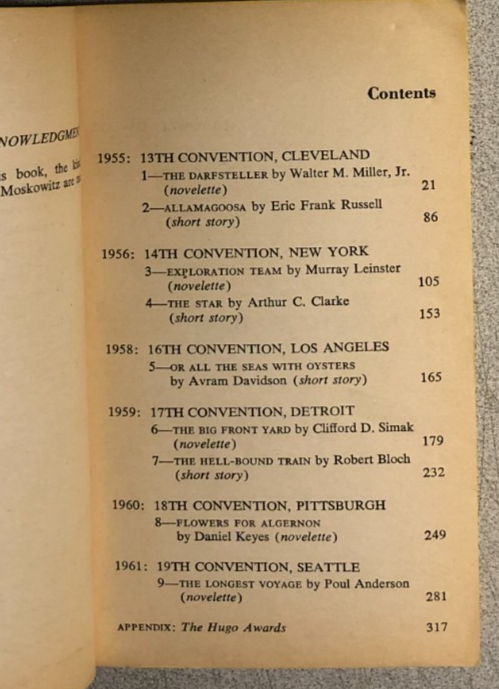 NOWLEDGME
is book, the
Moskowitz are
Contents
1955: 13TH CONVENTION, CLEVELAND
1—THE DARFSTELLER by Walter M. Miller, Jr.
(novelette) 21
2—ALLAMAGOOSA by Eric Frank Russell
(short story) 86
1956: 14TH CONVENTION, NEW YORK
3—EXPLORATION TEAM by Murray Leinster
(novelette) 105
4—THE STAR by Arthur C. Clarke
(short story) 153
1958: 16TH CONVENTION, LOS ANGELES
5—OR ALL THE SEAS WITH OYSTERS
by Avram Davidson (short story) 165
1959: 17TH CONVENTION, DETROIT
6—THE BIG FRONT YARD by Clifford D. Simak
(novelette) 179
7—THE HELL-BOUND TRAIN by Robert Bloch
(short story) 232
1960: 18TH CONVENTION, PITTSBURGH
8—FLOWERS FOR ALGERNON
by Daniel Keyes (novelette) 249
1961: 19TH CONVENTION, SEATTLE
9—THE LONGEST VOYAGE by Poul Anderson
(novelette) 281
APPENDIX: The Hugo Awards 317